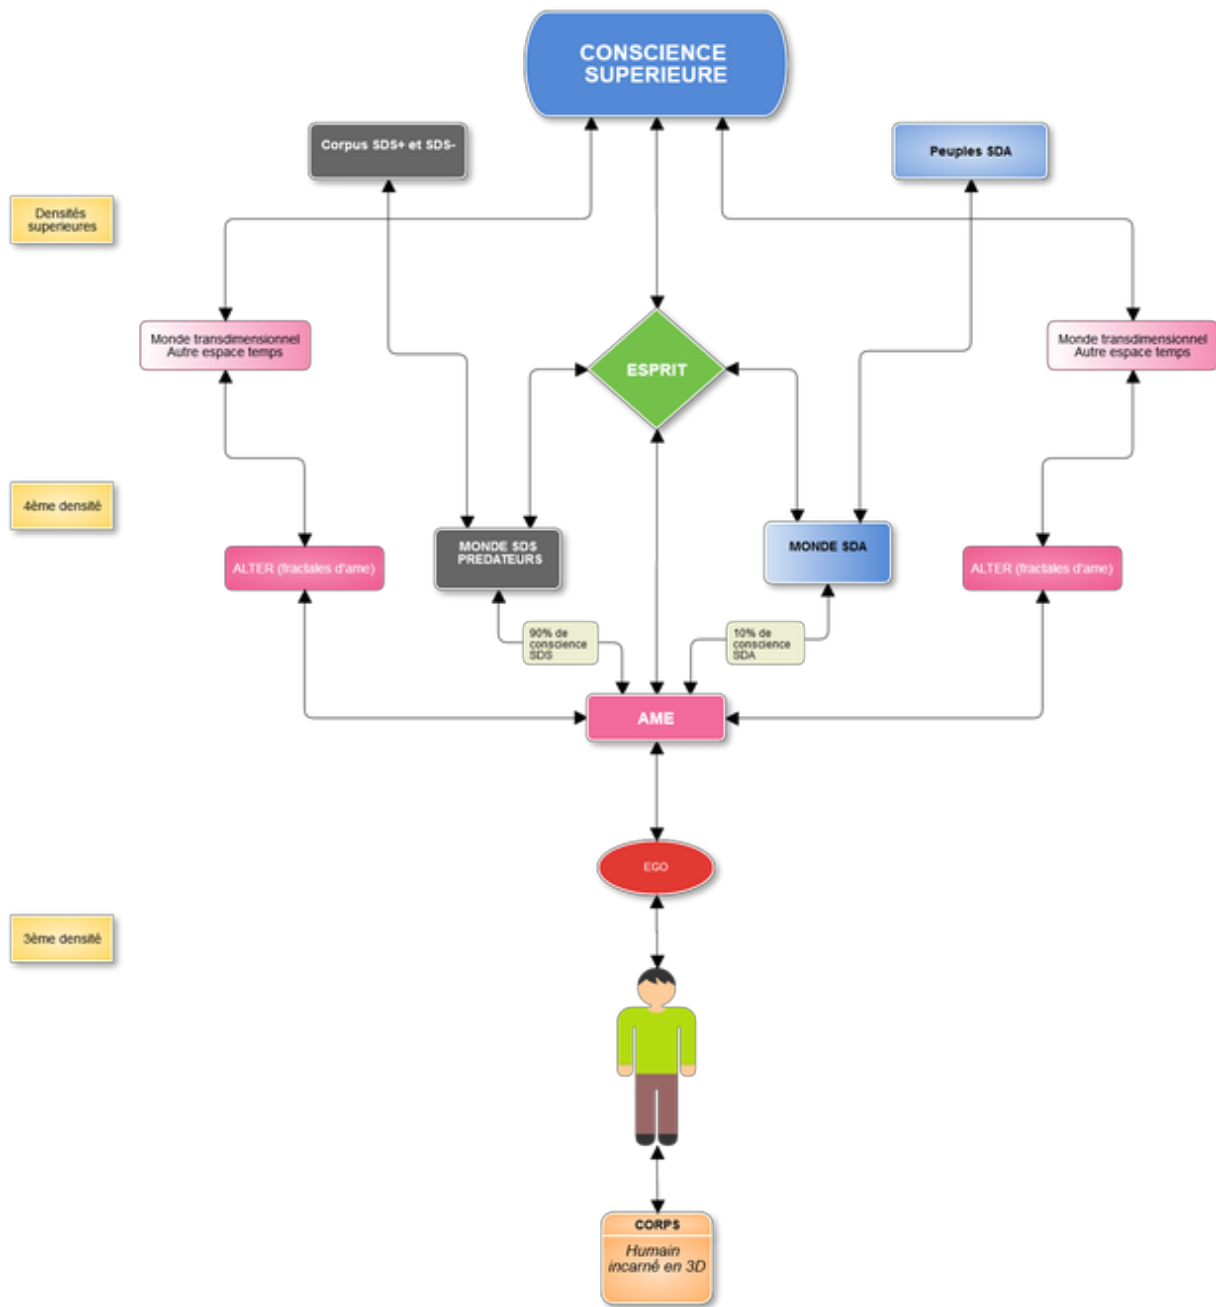 CONSCIENCE
SUPERIEURE
Corpus SDS+ et SDS-
Peuples SDA
Densités
superieures
Monde transdimensionnel
Autre espace temps
ESPRIT
Monde transdimensionnel
Autre espace temps
4ème densité
MONDE SDS
PREDATEURS
MONDE SDA
ALTER (fractales d'ame)
ALTER (fractales d'ame)
90% de
conscience
SDS
10% de
conscience
SDA
AME
EGO
3ème densité
CORPS
Humain
incarné en 3D